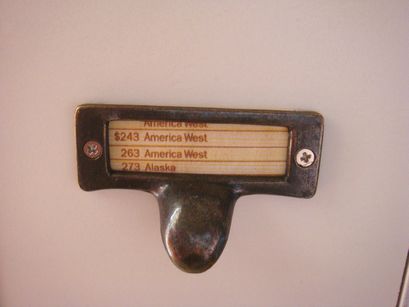 America West
$243 America West
263 America West
273 Alaska